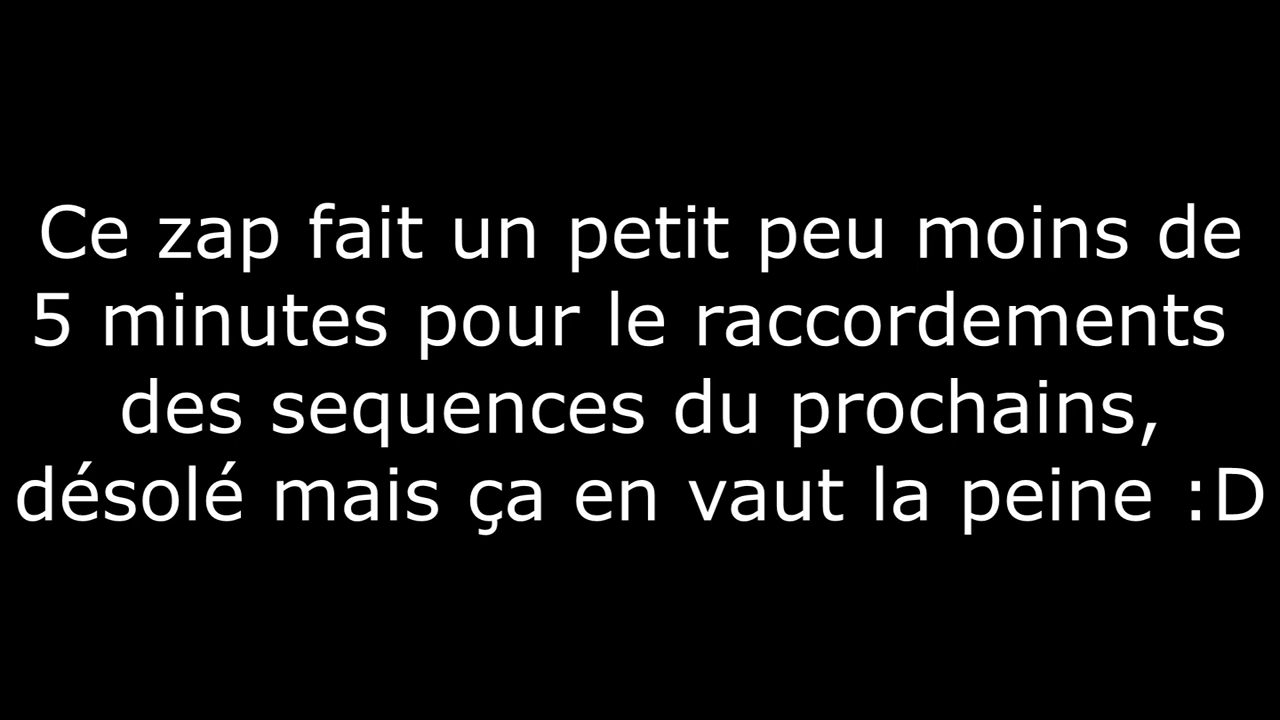 Ce zap fait un petit peu moins de
5 minutes pour le raccordements
des sequences du prochains,
désolé mais ça en vaut la peine :D